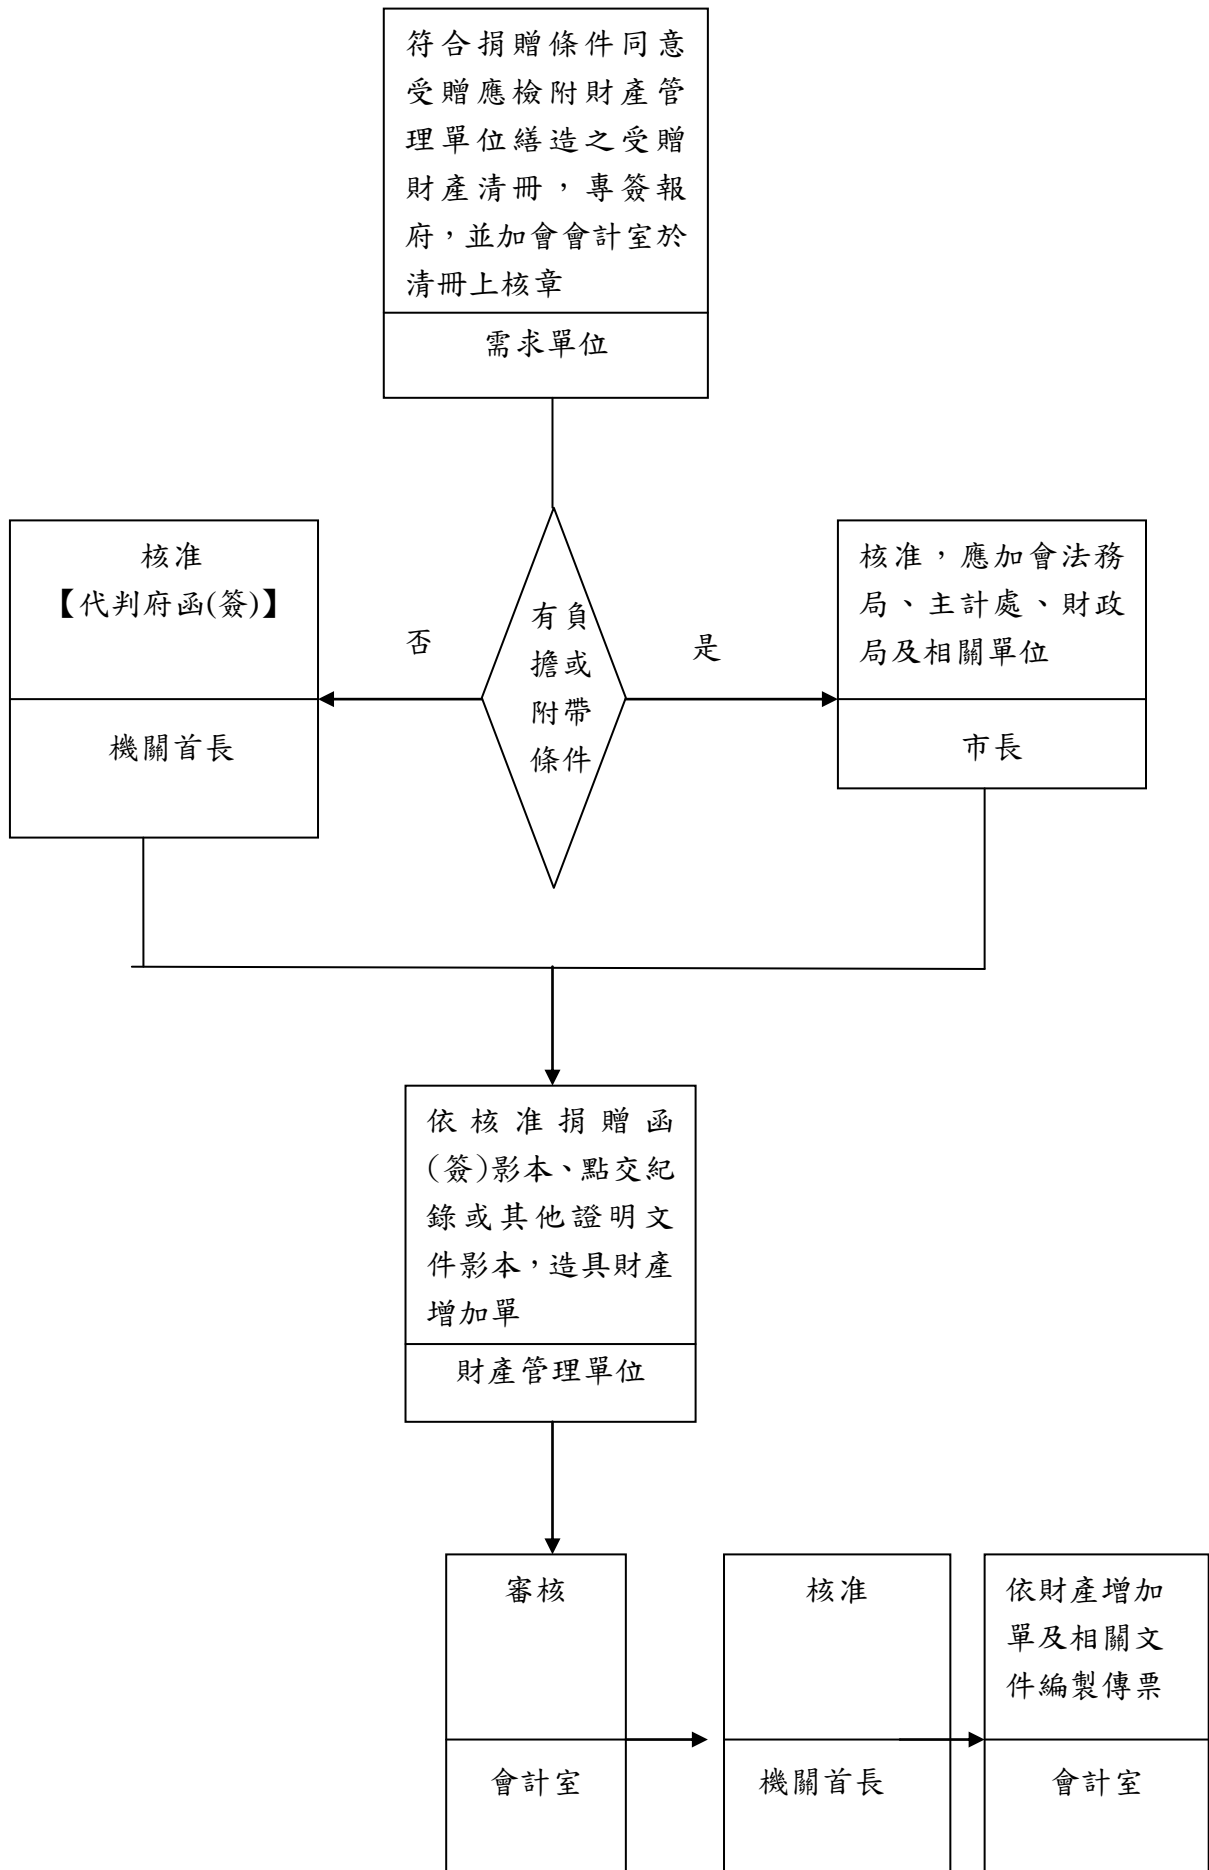 符合捐贈條件同意
受贈應檢附財產管
理單位繕造之受贈
財產清冊，專簽報
府，並加會會計室於
清冊上核章
需求單位
核准
【代判府函(簽)】
機關首長
否
有負
擔或
附帶
條件
是
核准，應加會法務
局、主計處、財政
局及相關單位
市長
依核准捐贈函
(簽)影本、點交紀
錄或其他證明文
件影本，造具財產
增加單
財產管理單位
審核
會計室
核准
機關首長
依財產增加
單及相關文
件編製傳票
會計室